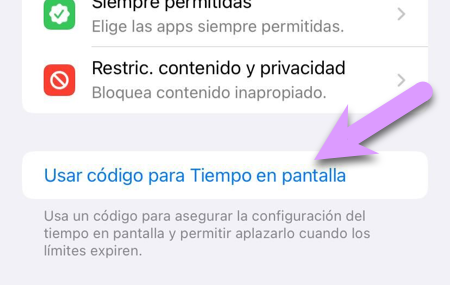 Siempre permitidas
Elige las apps siempre permitidas.
Restric. contenido y privacidad
Bloquea contenido inapropiado.
Usar código para Tiempo en pantalla
Usa un código para asegurar la configuración del
tiempo en pantalla y permitir aplazarlo cuando los
límites expiren.